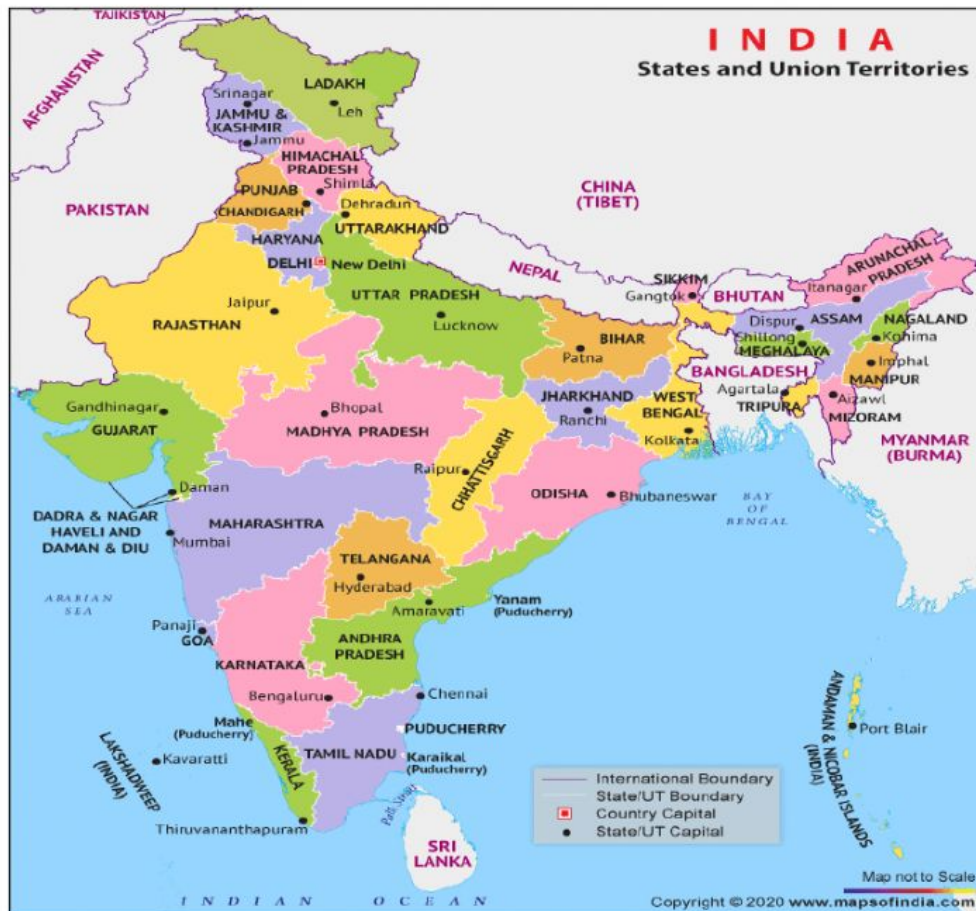 TAJIKISTAN
INDIA
States and Union Territories
AFGHANISTAN
LADAKH
Srinagar
Leh
JAMMU &
KASHMIR
Jammu
HIMACHAL
PRADESH
Shimla
CHINA
(TIBET)
PAKISTAN
PUNJAB
CHANDIGARH
Dehradun
UTTARAKHAND
HARYANA
DELHI
New Delhi
NEPAL
SIKKIM
Gangtok
BHUTAN
ARUNACHAL
PRADESH
Itanagar
Jaipur
RAJASTHAN
UTTAR PRADESH
Lucknow
BIHAR
Patna
Dispur
ASSAM
NAGALAND
Shillong
MEGHALAYA
Kohima
BANGLADESH
Imphal
MANIPUR
Agartala
TRIPURA
Aizawl
MIZORAM
MYANMAR
(BURMA)
Gandhinagar
GUJARAT
Bhopal
MADHYA PRADESH
JHARKHAND
Ranchi
WEST
BENGAL
Kolkata
Raipur
CHHATTISGARH
Daman
DADRA & NAGAR
HAVELI AND
DAMAN & DIU
MAHARASHTRA
Mumbai
ODISHA
Bhubaneswar
BAY
OF
BENGAL
TELANGANA
Hyderabad
ARABIAN
SEA
Amaravati
Yanam
(Puducherry)
Panaji
GOA
KARNATAKA
ANDHRA
PRADESH
Bengaluru
Chennai
Mahe
(Puducherry)
PUDUCHERRY
LAKSHADWEEP
(INDIA)
Kavaratti
KERALA
TAMIL NADU
Karaikal
(Puducherry)
ANDAMAN & NICOBAR ISLANDS
(INDIA)
Port Blair
Thiruvananthapuram
Palk Strait
SRI
LANKA
International Boundary
State/UT Boundary
Country Capital
State/UT Capital
Map not to Scale
INDIAN OCEAN
Copyright © 2020 www.mapsofindia.com